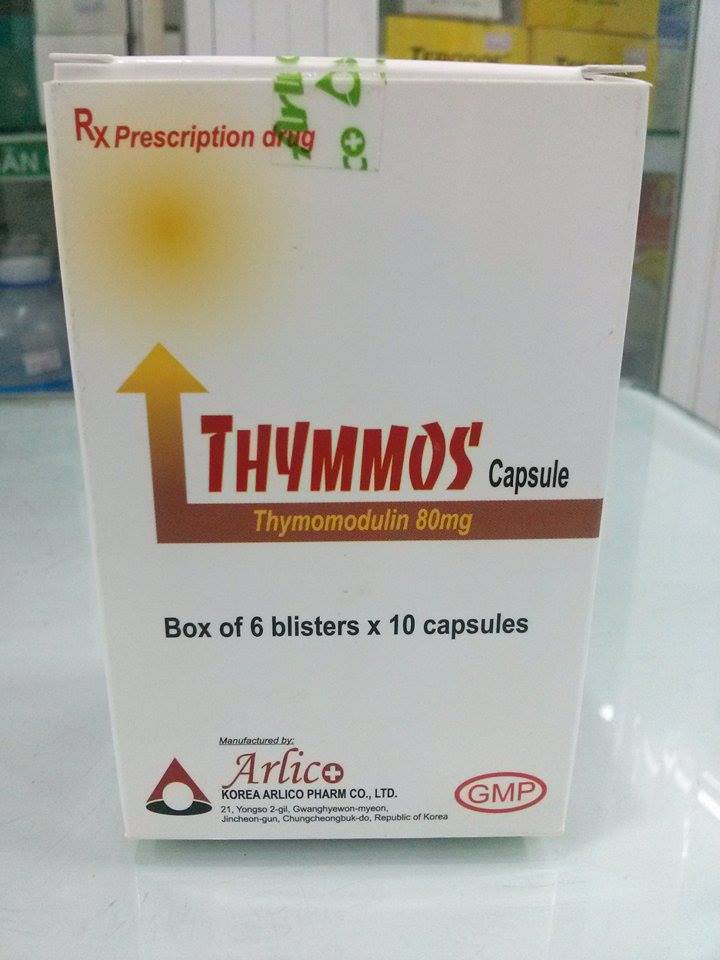 Rx Prescription drug
Arlico
THYMMOS Capsule
Thymomodulin 80mg
Box of 6 blisters x 10 capsules
Manufactured by:
Arlico
KOREA ARLICO PHARM CO., LTD.
21, Yongso 2-gil, Gwanghyewon-myeon,
Jincheon-gun, Chungcheongbuk-do, Republic of Korea
GMP